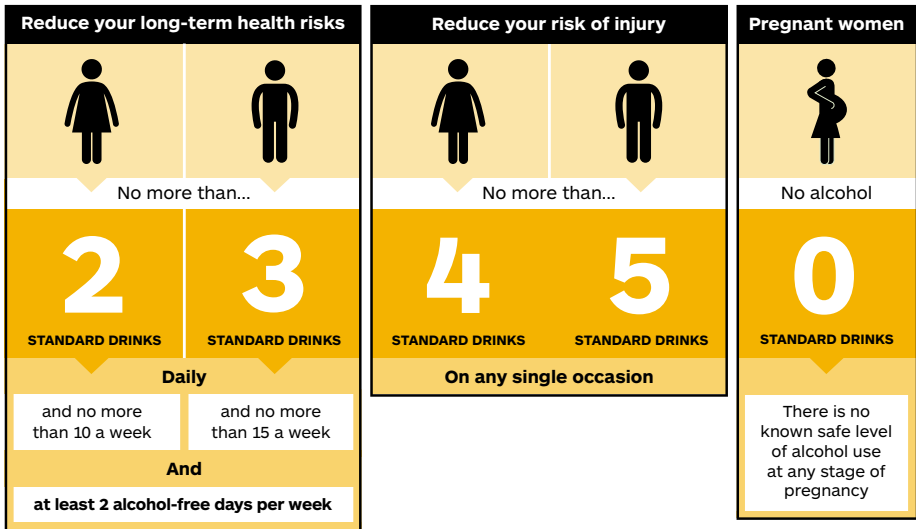 Reduce your long-term health risks
No more than...
2
3
STANDARD DRINKS
STANDARD DRINKS
Daily
and no more
than 10 a week
and no more
than 15 a week
And
at least 2 alcohol-free days per week
Reduce your risk of injury
No more than...
4
5
STANDARD DRINKS
STANDARD DRINKS
On any single occasion
Pregnant women
No alcohol
0
STANDARD DRINKS
There is no
known safe level
of alcohol use
at any stage of
pregnancy